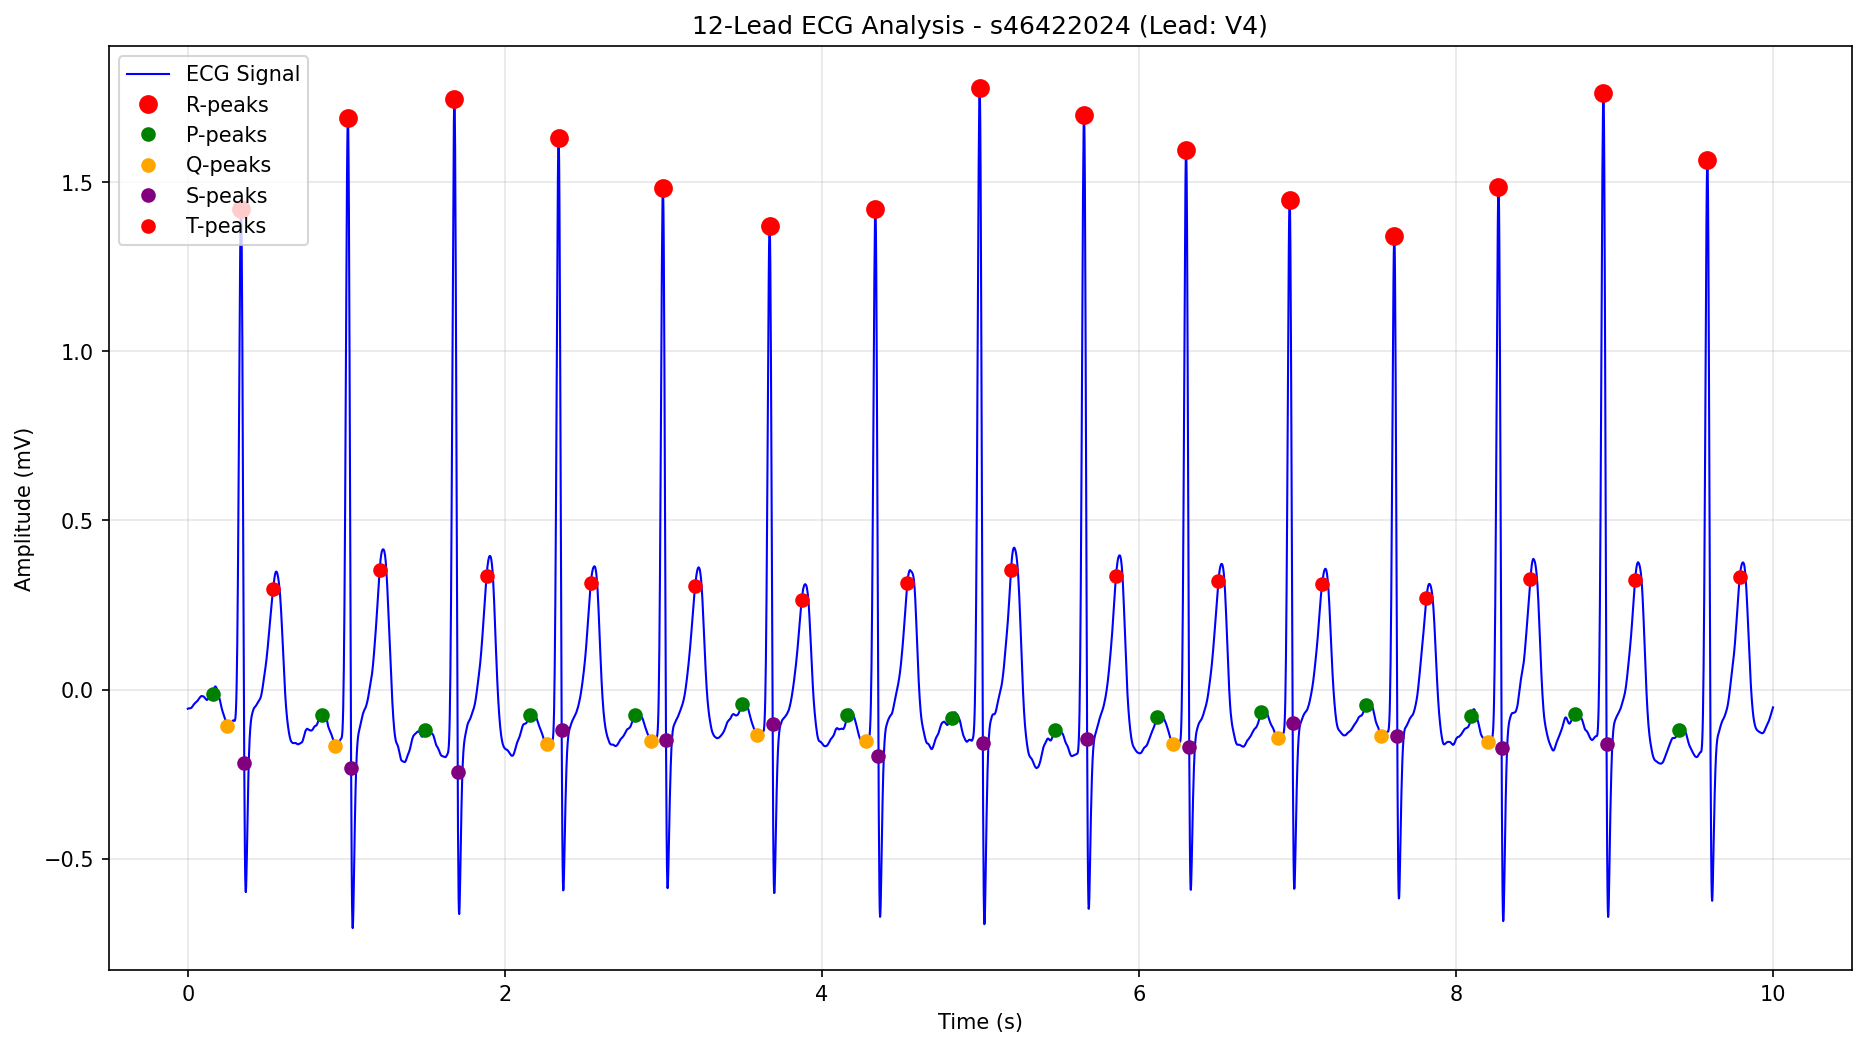 12-Lead ECG Analysis - s46422024 (Lead: V4)
ECG Signal
R-peaks
P-peaks
Q-peaks
S-peaks
T-peaks
Amplitude (mV)
1.5
1.0
0.5
0.0
−0.5
0
2
4
6
8
10
Time (s)